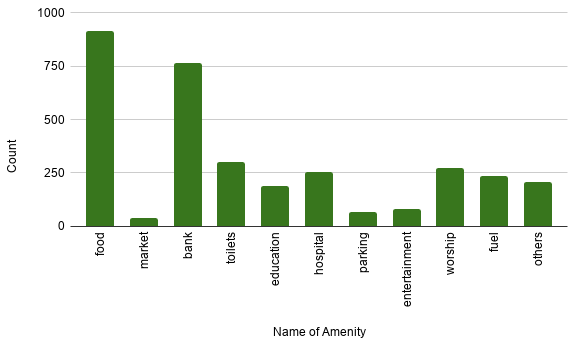 1000
750
500
250
0
Count
food
market
bank
toilets
education
hospital
parking
entertainment
worship
fuel
others
Name of Amenity